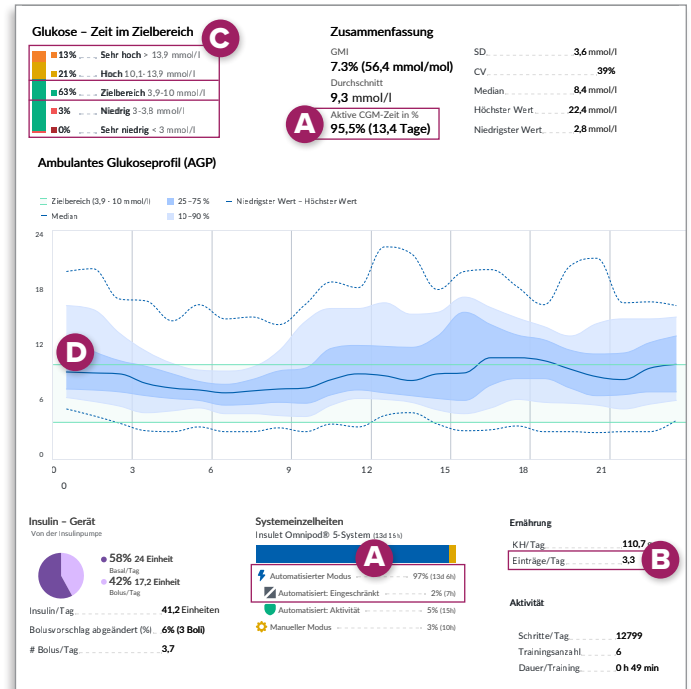 Glukose – Zeit im Zielbereich
C
13% Sehr hoch > 13,9 mmol/l
21% Hoch 10,1-13,9 mmol/l
63% Zielbereich 3,9-10 mmol/l
3% Niedrig 3-3,8 mmol/l
0% Sehr niedrig < 3 mmol/l
Zusammenfassung
GMI
7.3% (56,4 mmol/mol)
Durchschnitt
9,3 mmol/l
A
Aktive CGM-Zeit in %
95,5% (13,4 Tage)
SD 3,6 mmol/l
CV 39%
Median 8,4 mmol/l
Höchster Wert 22,4 mmol/l
Niedrigster Wert 2,8 mmol/l
Ambulantes Glukoseprofil (AGP)
Zielbereich (3,9 - 10 mmol/l) 25–75 % Niedrigster Wert – Höchster Wert
Median 10–90 %
24
18
12
D
6
0
0 3 6 9 12 15 18 21
0
Insulin – Gerät
Von der Insulinpumpe
58% 24 Einheit
Basal/Tag
42% 17,2 Einheit
Bolus/Tag
Insulin/Tag 41,2 Einheiten
Bolusvorschlag abgeändert (%) 6% (3 Boli)
# Bolus/Tag 3,7
Systemeinzelheiten
Insulet Omnipod® 5-System (13d 16h)
A
Automatisierter Modus 97% (13d 6h)
Automatisiert: Eingeschränkt 2% (7h)
Automatisiert: Aktivität 5% (15h)
Manueller Modus 3% (10h)
Ernährung
KH/Tag 110,7
Einträge/Tag 3,3
B
Aktivität
Schritte/Tag 12799
Trainingsanzahl 6
Dauer/Training 0 h 49 min